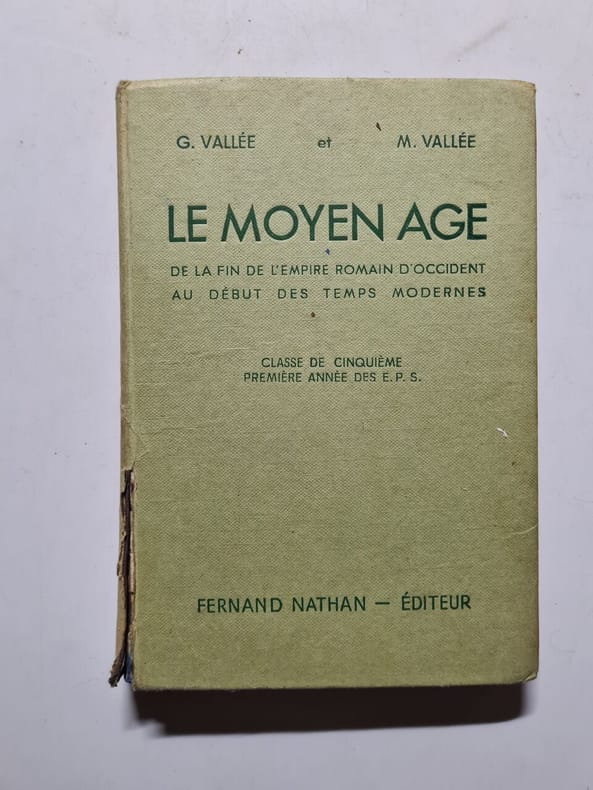 G. VALLÉE et M. VALLÉE
LE MOYEN AGE
DE LA FIN DE L'EMPIRE ROMAIN D'OCCIDENT
AU DÉBUT DES TEMPS MODERNES
CLASSE DE CINQUIÈME
PREMIÈRE ANNÉE DES E. P. S.
FERNAND NATHAN — ÉDITEUR